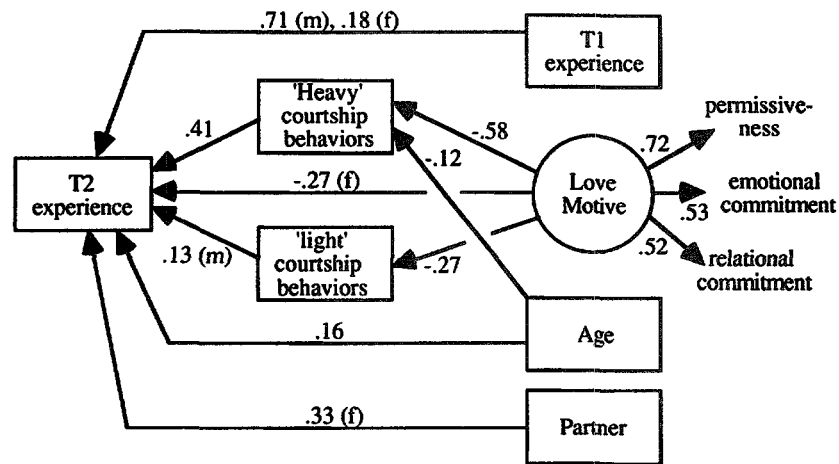 .71 (m), .18 (f)
T1
experience
'Heavy'
courtship
behaviors
.41
-.58
-.12
permissive-
ness
.72
T2
experience
-.27 (f)
Love
Motive
emotional
commitment
.53
.13 (m)
'light'
courtship
behaviors
-.27
.52
relational
commitment
.16
Age
.33 (f)
Partner